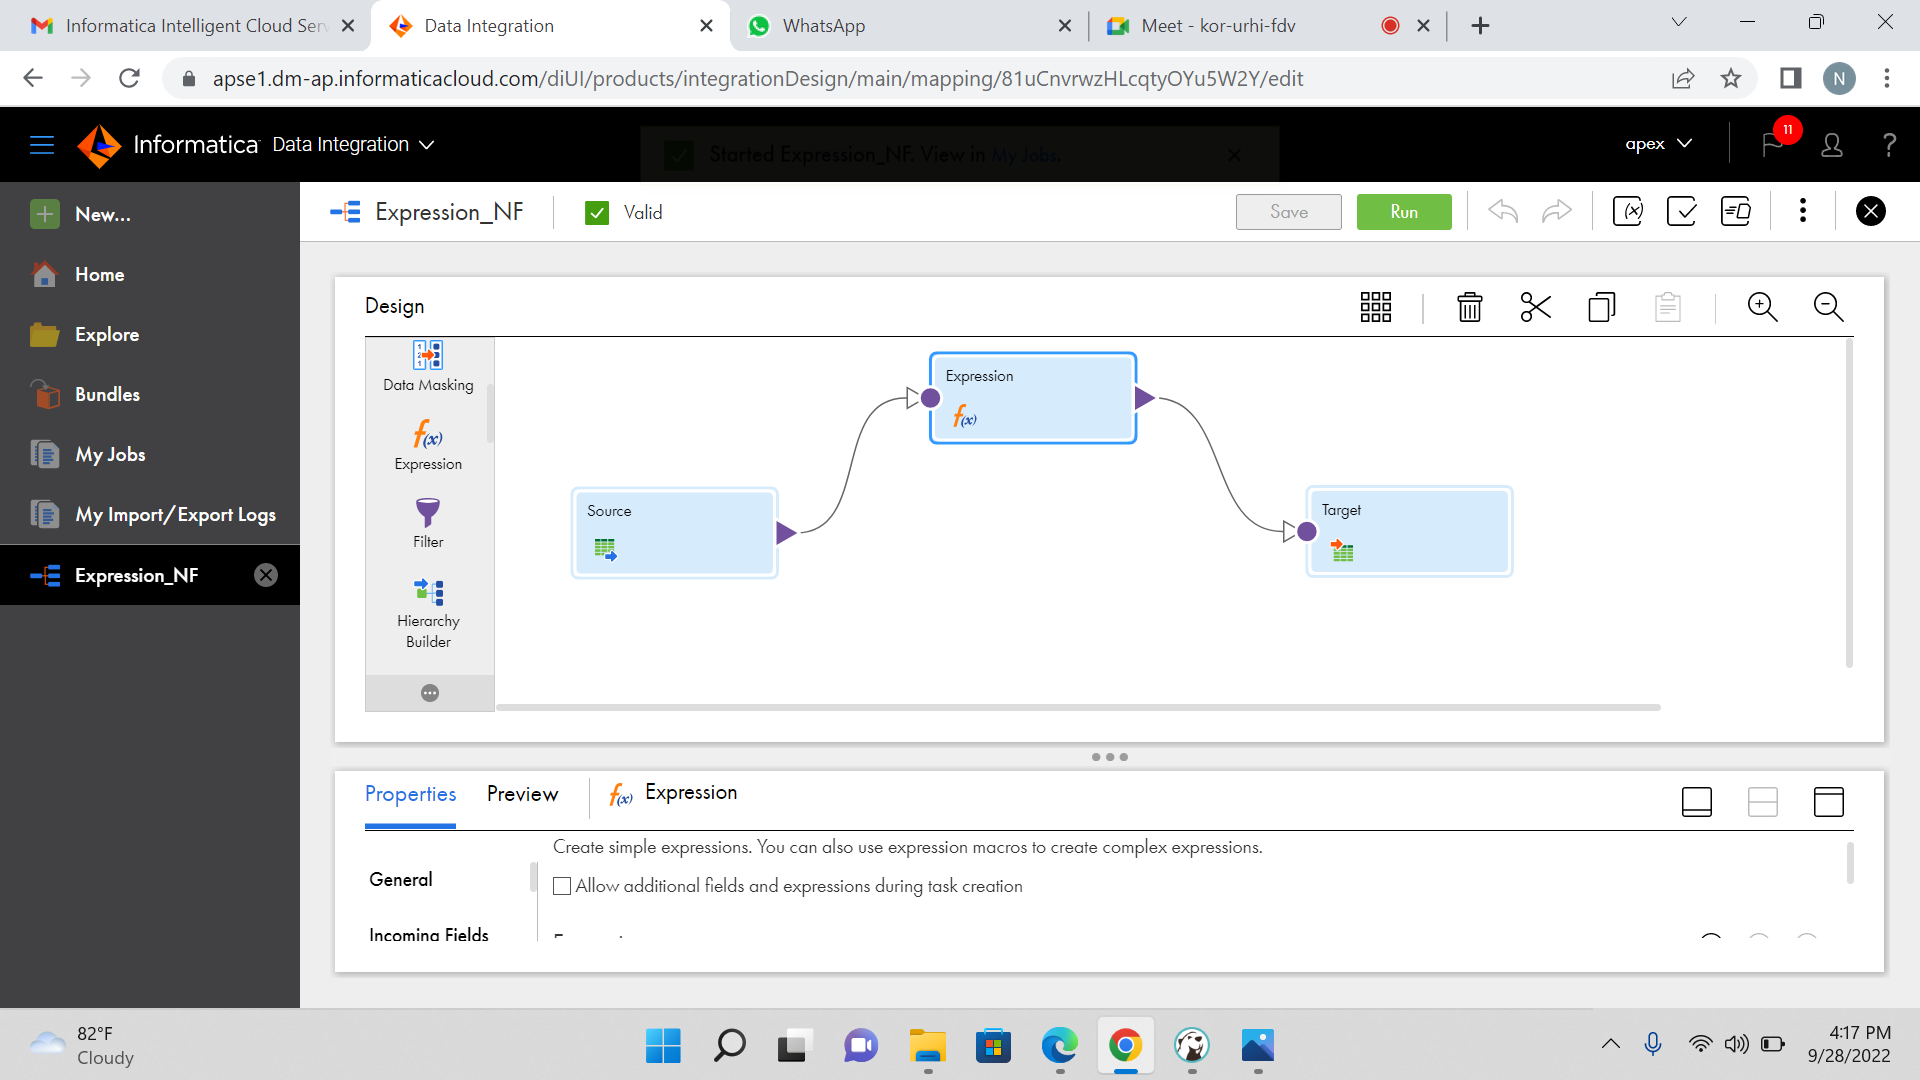 Informatica Intelligent Cloud Ser
Data Integration
WhatsApp
Meet - kor-urhi-fdv
apse1.dm-ap.informaticacloud.com/diUI/products/integrationDesign/main/mapping/81uCnvrwzHLcqtyOYu5W2Y/edit
N
Informatica Data Integration
Started Expression_NF. View in My Jobs.
apex
11
?
New...
Home
Explore
Bundles
My Jobs
My Import/Export Logs
Expression_NF
Expression_NF
Valid
Save
Run
Design
Data Masking
f(x)
Expression
Filter
Hierarchy
Builder
Source
Expression
f(x)
Target
Properties
Preview
f(x) Expression
General
Incoming Fields
Create simple expressions. You can also use expression macros to create complex expressions.
Allow additional fields and expressions during task creation
82°F
Cloudy
4:17 PM
9/28/2022